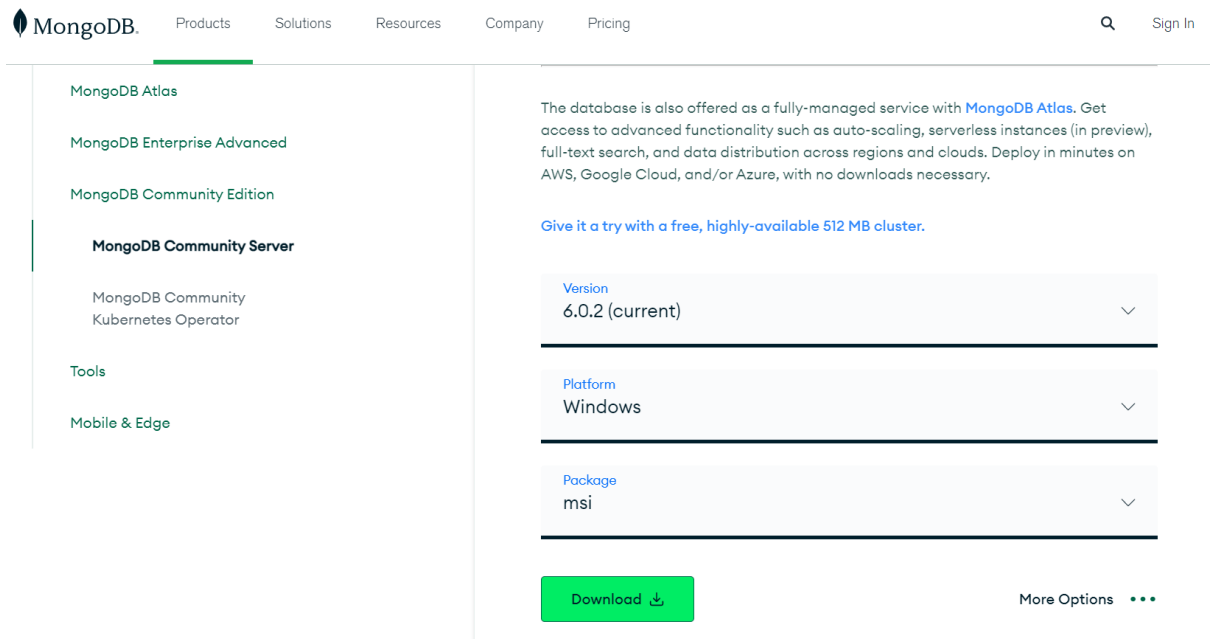 MongoDB.
Products
Solutions
Resources
Company
Pricing
Sign In
MongoDB Atlas
MongoDB Enterprise Advanced
MongoDB Community Edition
MongoDB Community Server
MongoDB Community
Kubernetes Operator
Tools
Mobile & Edge
The database is also offered as a fully-managed service with MongoDB Atlas. Get
access to advanced functionality such as auto-scaling, serverless instances (in preview),
full-text search, and data distribution across regions and clouds. Deploy in minutes on
AWS, Google Cloud, and/or Azure, with no downloads necessary.
Give it a try with a free, highly-available 512 MB cluster.
Version
6.0.2 (current)
Platform
Windows
Package
msi
Download
More Options